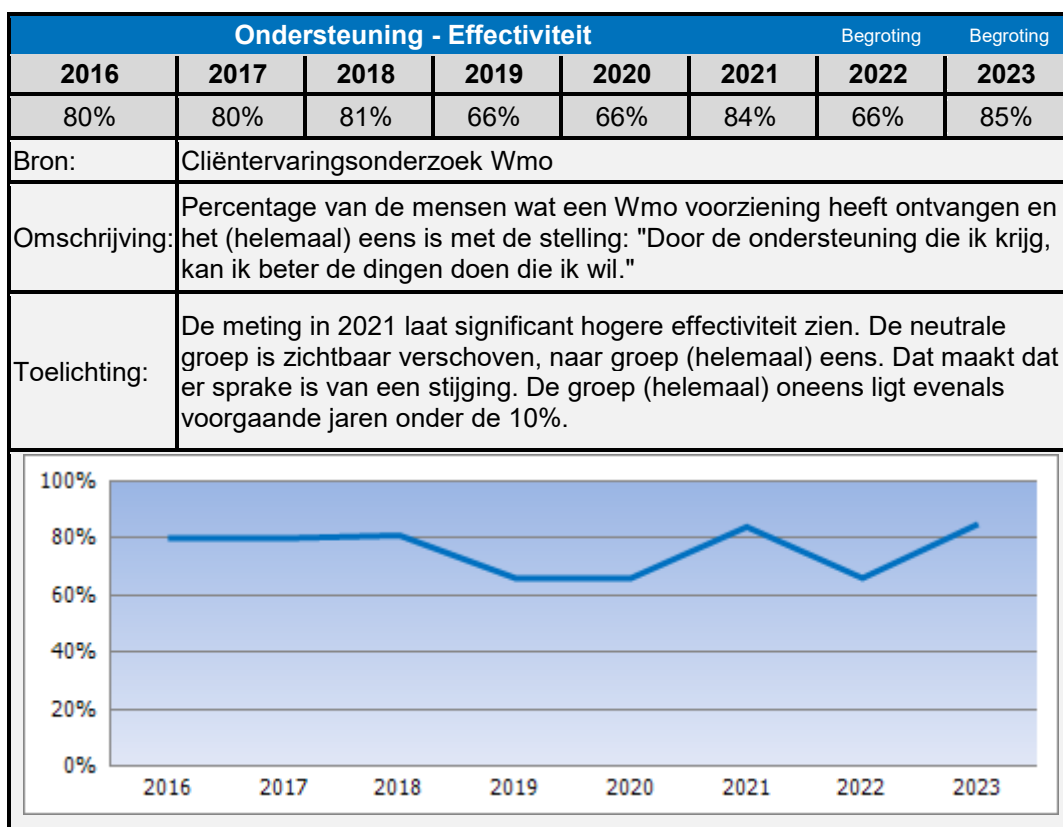 Ondersteuning - Effectiviteit Begroting Begroting
2016 2017 2018 2019 2020 2021 2022 2023
80% 80% 81% 66% 66% 84% 66% 85%
Bron: Cliëntervaringsonderzoek Wmo
Omschrijving: Percentage van de mensen wat een Wmo voorziening heeft ontvangen en
het (helemaal) eens is met de stelling: "Door de ondersteuning die ik krijg,
kan ik beter de dingen doen die ik wil."
Toelichting: De meting in 2021 laat significant hogere effectiviteit zien. De neutrale
groep is zichtbaar verschoven, naar groep (helemaal) eens. Dat maakt dat
er sprake is van een stijging. De groep (helemaal) oneens ligt evenals
voorgaande jaren onder de 10%.
100%
80%
60%
40%
20%
0%
2016 2017 2018 2019 2020 2021 2022 2023